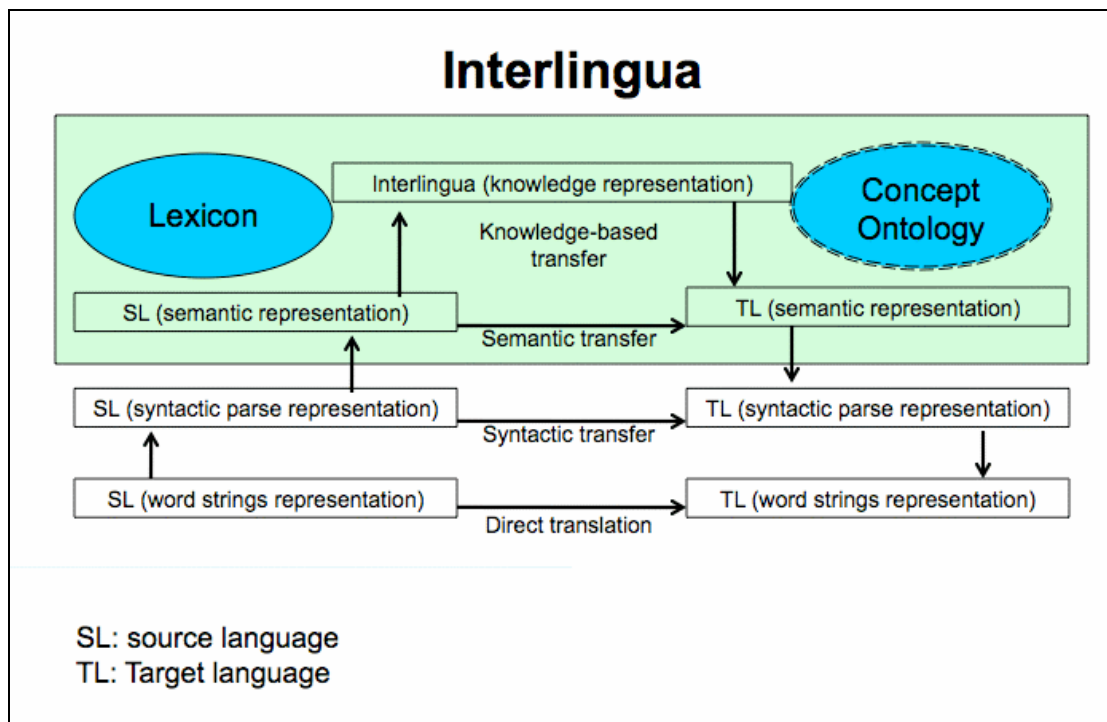 Interlingua
Lexicon
Interlingua (knowledge representation)
Concept
Ontology
Knowledge-based
transfer
SL (semantic representation)
TL (semantic representation)
Semantic transfer
SL (syntactic parse representation)
TL (syntactic parse representation)
Syntactic transfer
SL (word strings representation)
TL (word strings representation)
Direct translation
SL: source language
TL: Target language